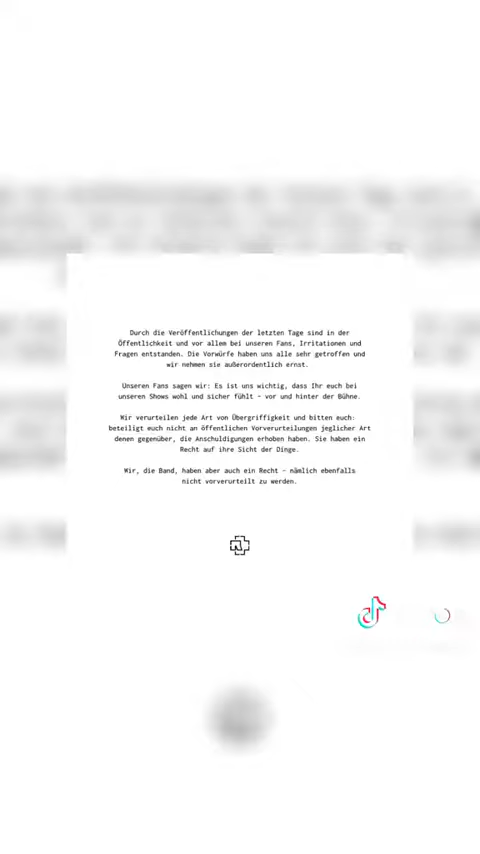 Durch die Veröffentlichungen der letzten Tage sind in der
Öffentlichkeit und vor allem bei unseren Fans, Irritationen und
Fragen entstanden. Die Vorwürfe haben uns alle sehr getroffen und
wir nehmen sie außerordentlich ernst.
Unseren Fans sagen wir: Es ist uns wichtig, dass Ihr euch bei
unseren Shows wohl und sicher fühlt – vor und hinter der Bühne.
Wir verurteilen jede Art von Übergriffigkeit und bitten euch:
beteiligt euch nicht an öffentlichen Vorverurteilungen jeglicher Art
denen gegenüber, die Anschuldigungen erhoben haben. Sie haben ein
Recht auf ihre Sicht der Dinge.
Wir, die Band, haben aber auch ein Recht – nämlich ebenfalls
nicht vorverurteilt zu werden.